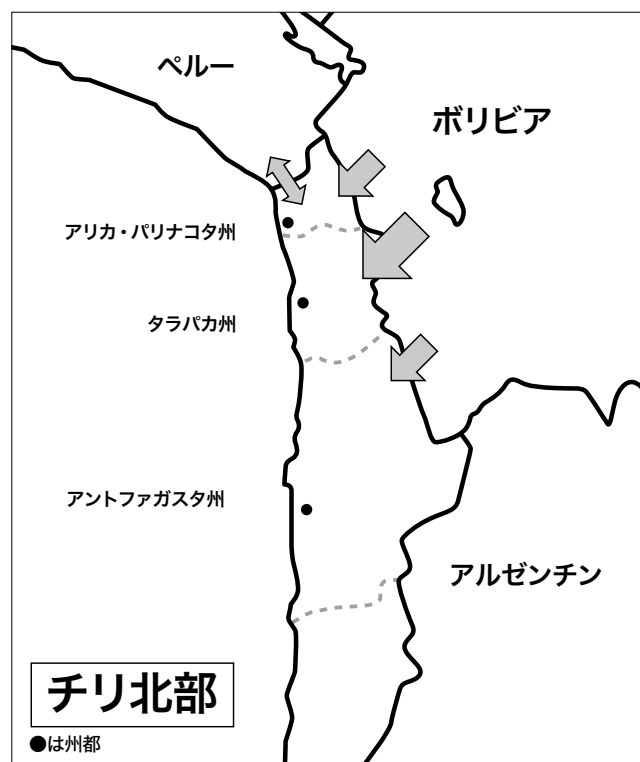 ペルー
ボリビア
アリカ・パリナコタ州
タラパカ州
アントファガスタ州
アルゼンチン
チリ北部
●は州都